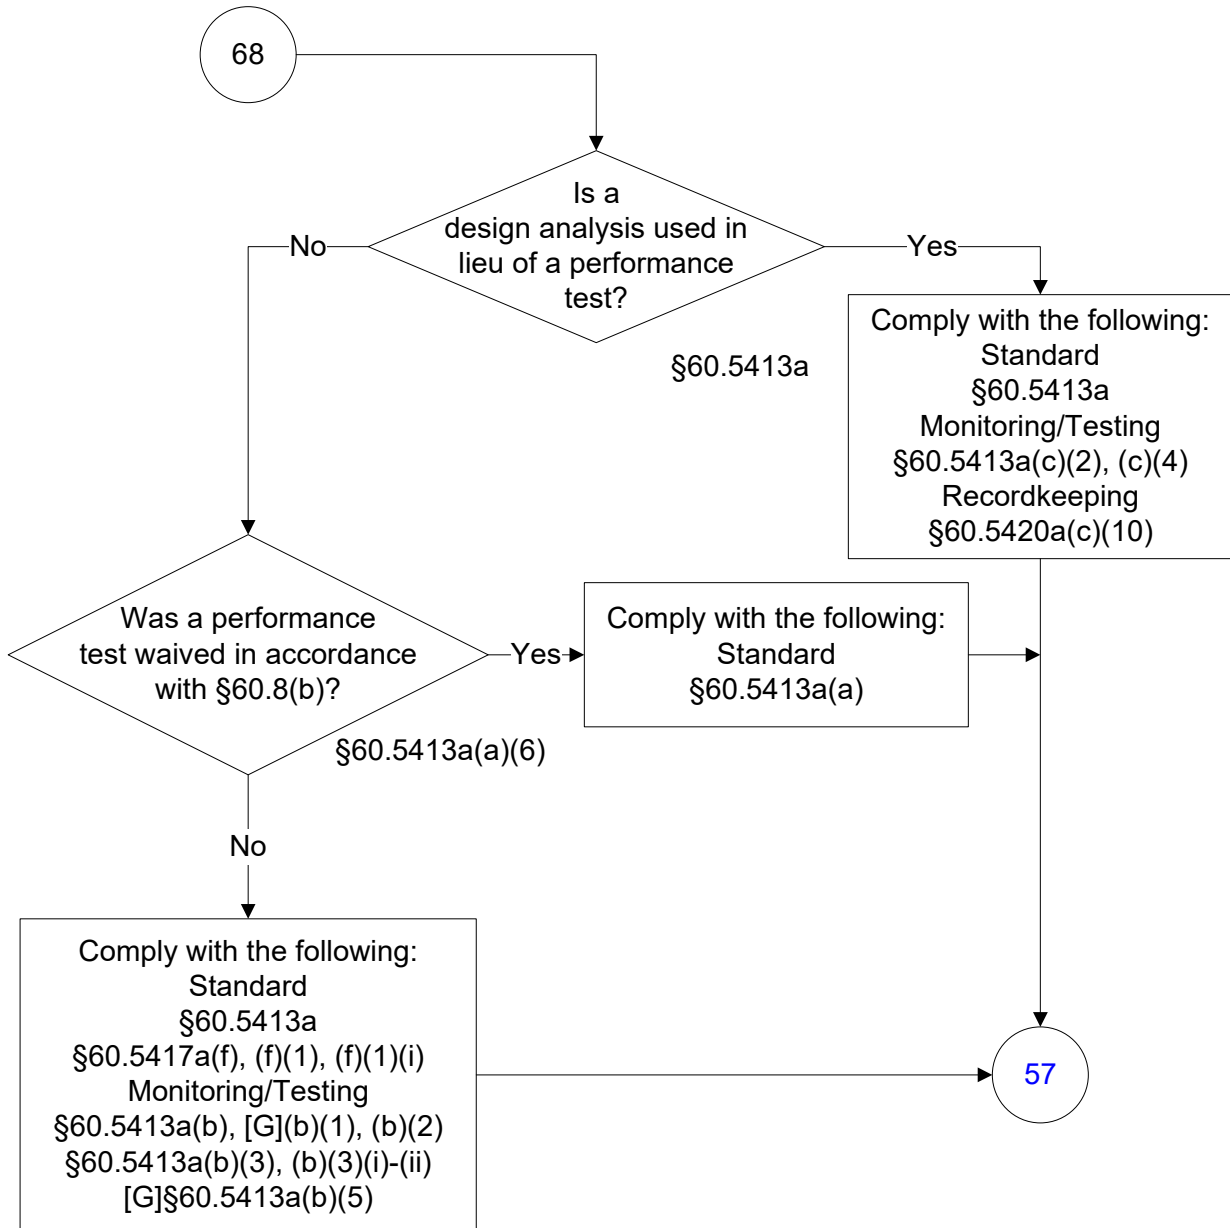 68
Is a
design analysis used in
lieu of a performance
test?
No
Yes
§60.5413a
Comply with the following:
Standard
§60.5413a
Monitoring/Testing
§60.5413a(c)(2), (c)(4)
Recordkeeping
§60.5420a(c)(10)
Was a performance
test waived in accordance
with §60.8(b)?
Yes
§60.5413a(a)(6)
Comply with the following:
Standard
§60.5413a(a)
No
Comply with the following:
Standard
§60.5413a
§60.5417a(f), (f)(1), (f)(1)(i)
Monitoring/Testing
§60.5413a(b), [G](b)(1), (b)(2)
§60.5413a(b)(3), (b)(3)(i)-(ii)
[G]§60.5413a(b)(5)
57